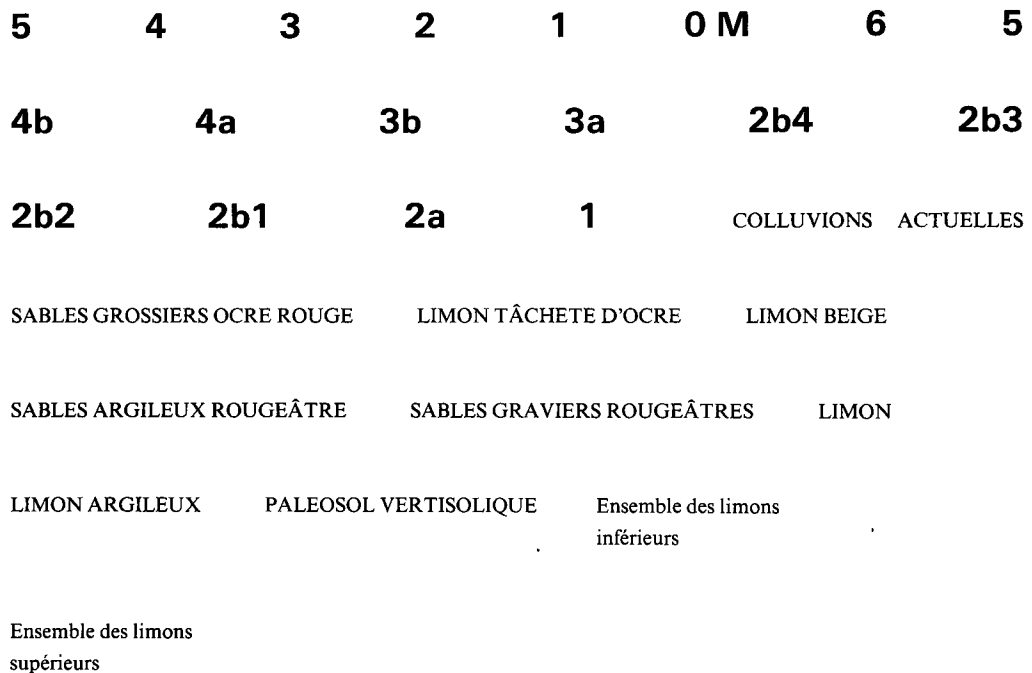 5 4 3 2 1 0 M 6 5
4b 4a 3b 3a 2b4 2b3
2b2 2b1 2a 1 COLLUVIONS ACTUELLES
SABLES GROSSIERS OCRE ROUGE LIMON TÂCHETE D'OCRE LIMON BEIGE
SABLES ARGILEUX ROUGEÂTRE SABLES GRAVIERS ROUGEÂTRES LIMON
LIMON ARGILEUX PALEOSOL VERTISOLIQUE Ensemble des limons
inférieurs
Ensemble des limons
supérieurs